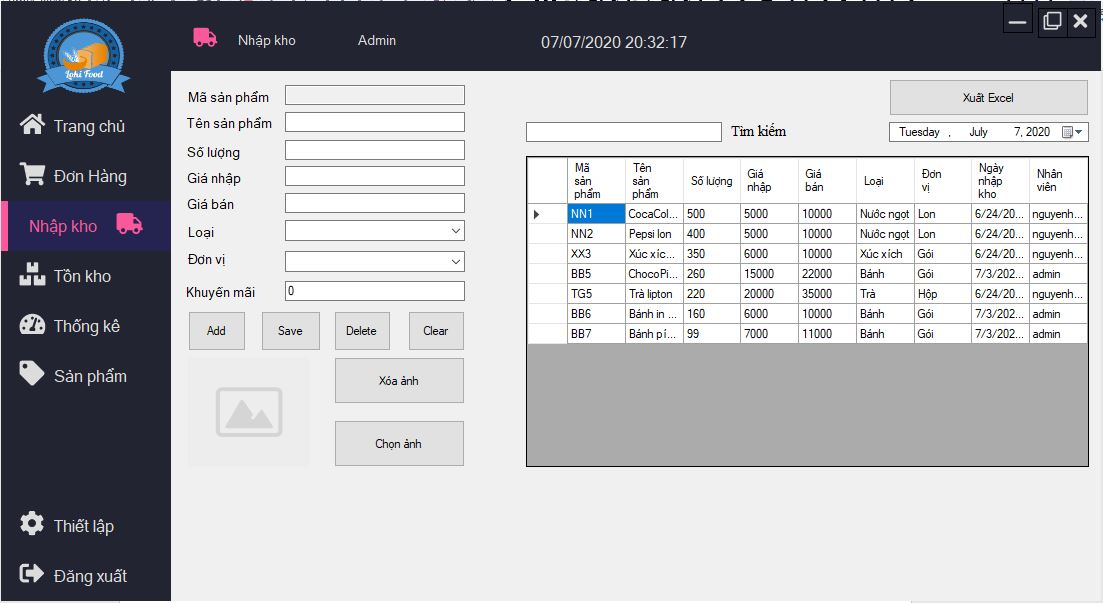 Loki Food
Nhập kho
Admin
07/07/2020 20:32:17
Trang chủ
Đơn Hàng
Nhập kho
Tồn kho
Thống kê
Sản phẩm
Thiết lập
Đăng xuất
Mã sản phẩm
Tên sản phẩm
Số lượng
Giá nhập
Giá bán
Loại
Đơn vị
Khuyến mãi 0
Add Save Delete Clear
Xóa ảnh
Chọn ảnh
Xuất Excel
Tìm kiếm
Tuesday , July 7, 2020
Mã sản phẩm Tên sản phẩm Số lượng Giá nhập Giá bán Loại Đơn vị Ngày nhập kho Nhân viên
NN1 CocaCol... 500 5000 10000 Nước ngọt Lon 6/24/20... nguyenh...
NN2 Pepsi lon 400 5000 10000 Nước ngọt Lon 6/24/20... nguyenh...
XX3 Xúc xíc... 350 6000 10000 Xúc xích Gói 6/24/20... nguyenh...
BB5 ChocoPi... 260 15000 22000 Bánh Gói 7/3/202... admin
TG5 Trà lipton 220 20000 35000 Trà Hộp 6/24/20... nguyenh...
BB6 Bánh in ... 160 6000 10000 Bánh Gói 7/3/202... admin
BB7 Bánh pí... 99 7000 11000 Bánh Gói 7/3/202... admin